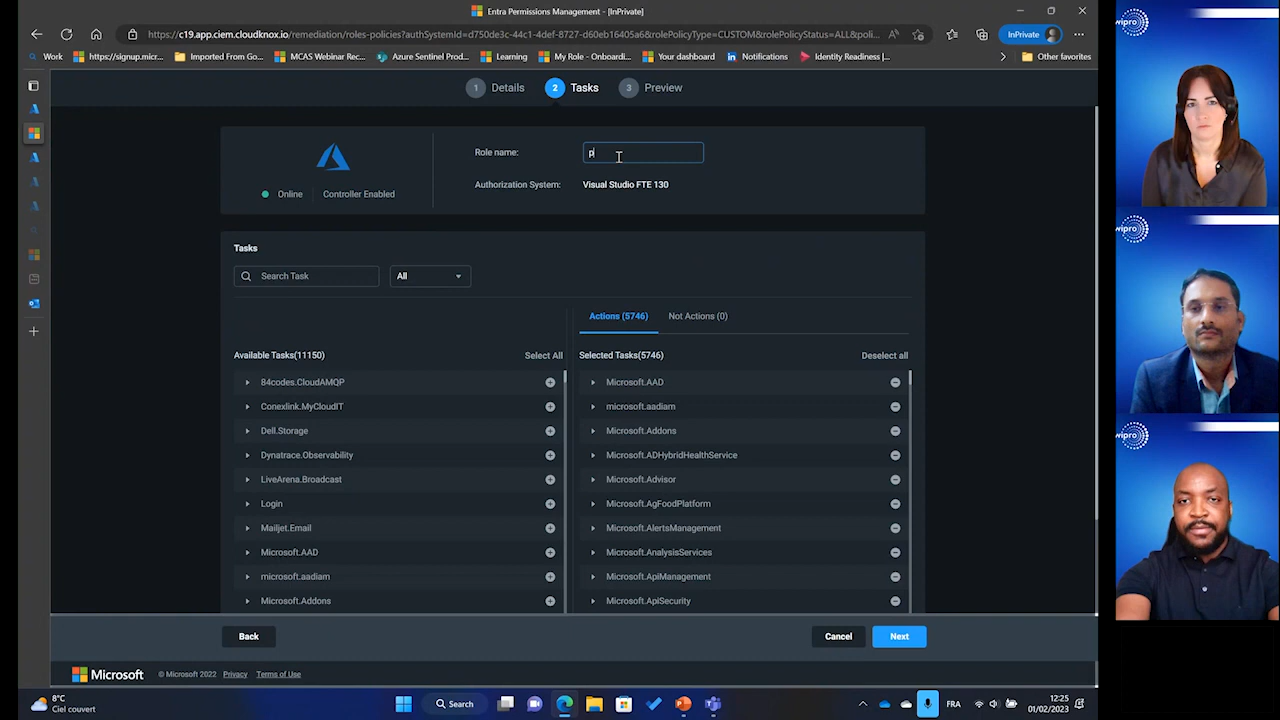 Entra Permissions Management - [InPrivate]
https://c19.app.ciem.cloudknox.io/remediation/roles-policies?authSystemId=d750de3c-44c1-4def-8727-d60eb16405a6&rolePolicyType=CUSTOM&rolePolicyStatus=ALL&poli...
InPrivate
Work
https://signup.micr...
Imported From Go...
MCAS Webinar Rec...
Azure Sentinel Prod...
Learning
My Role - Onboardi...
Your dashboard
Notifications
Identity Readiness |...
Other favorites
1 Details
2 Tasks
3 Preview
Online
Controller Enabled
Role name: p
Authorization System: Visual Studio FTE 130
Tasks
Search Task
All
Actions (5746)
Not Actions (0)
Available Tasks(11150)
Select All
Selected Tasks(5746)
Deselect all
84codes.CloudAMQP
Microsoft.AAD
Conexlink.MyCloudIT
microsoft.aadiam
Dell.Storage
Microsoft.Addons
Dynatrace.Observability
Microsoft.ADHybridHealthService
LiveArena.Broadcast
Microsoft.Advisor
Login
Microsoft.AgFoodPlatform
Mailjet.Email
Microsoft.AlertsManagement
Microsoft.AAD
Microsoft.AnalysisServices
microsoft.aadiam
Microsoft.ApiManagement
Microsoft.Addons
Microsoft.ApiSecurity
Back
Cancel
Next
Microsoft
© Microsoft 2022
Privacy
Terms of Use
8°C
Ciel couvert
Search
FRA
12:25
01/02/2023
wipro
wipro
wipro